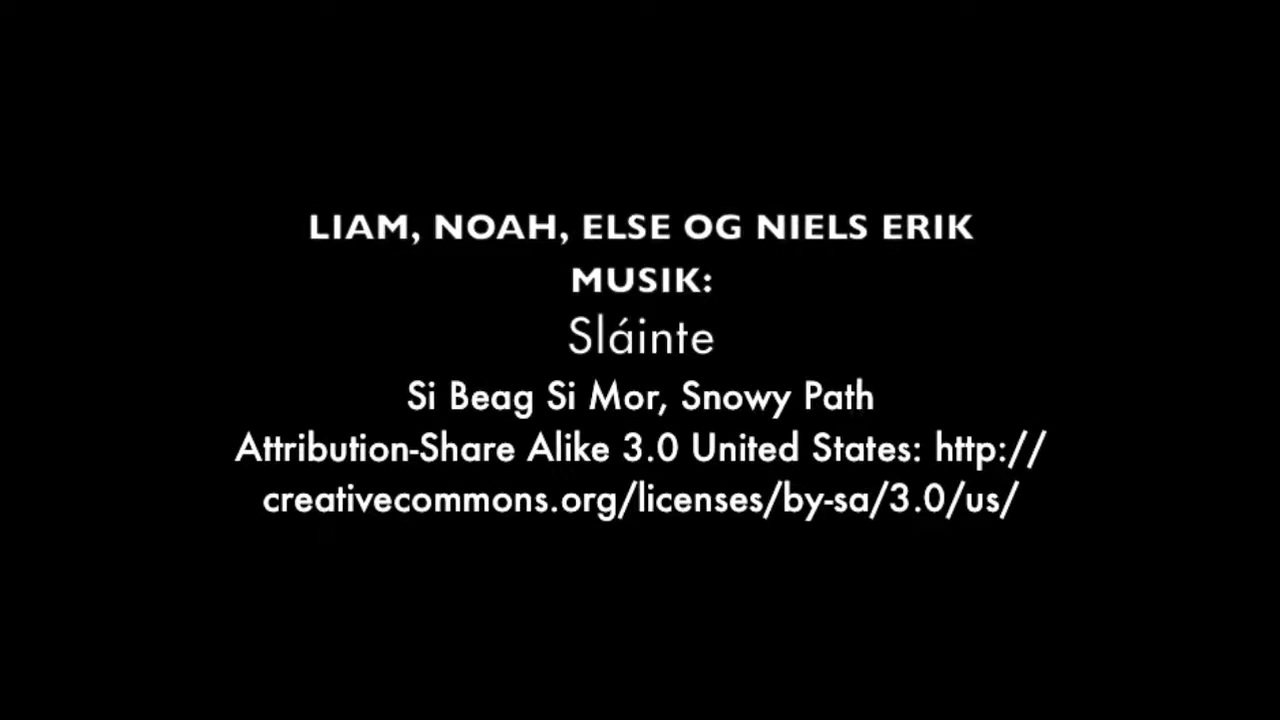 LIAM, NOAH, ELSE OG NIELS ERIK
MUSIK:
Sláinte
Si Beag Si Mor, Snowy Path
Attribution-Share Alike 3.0 United States: http://
creativecommons.org/licenses/by-sa/3.0/us/